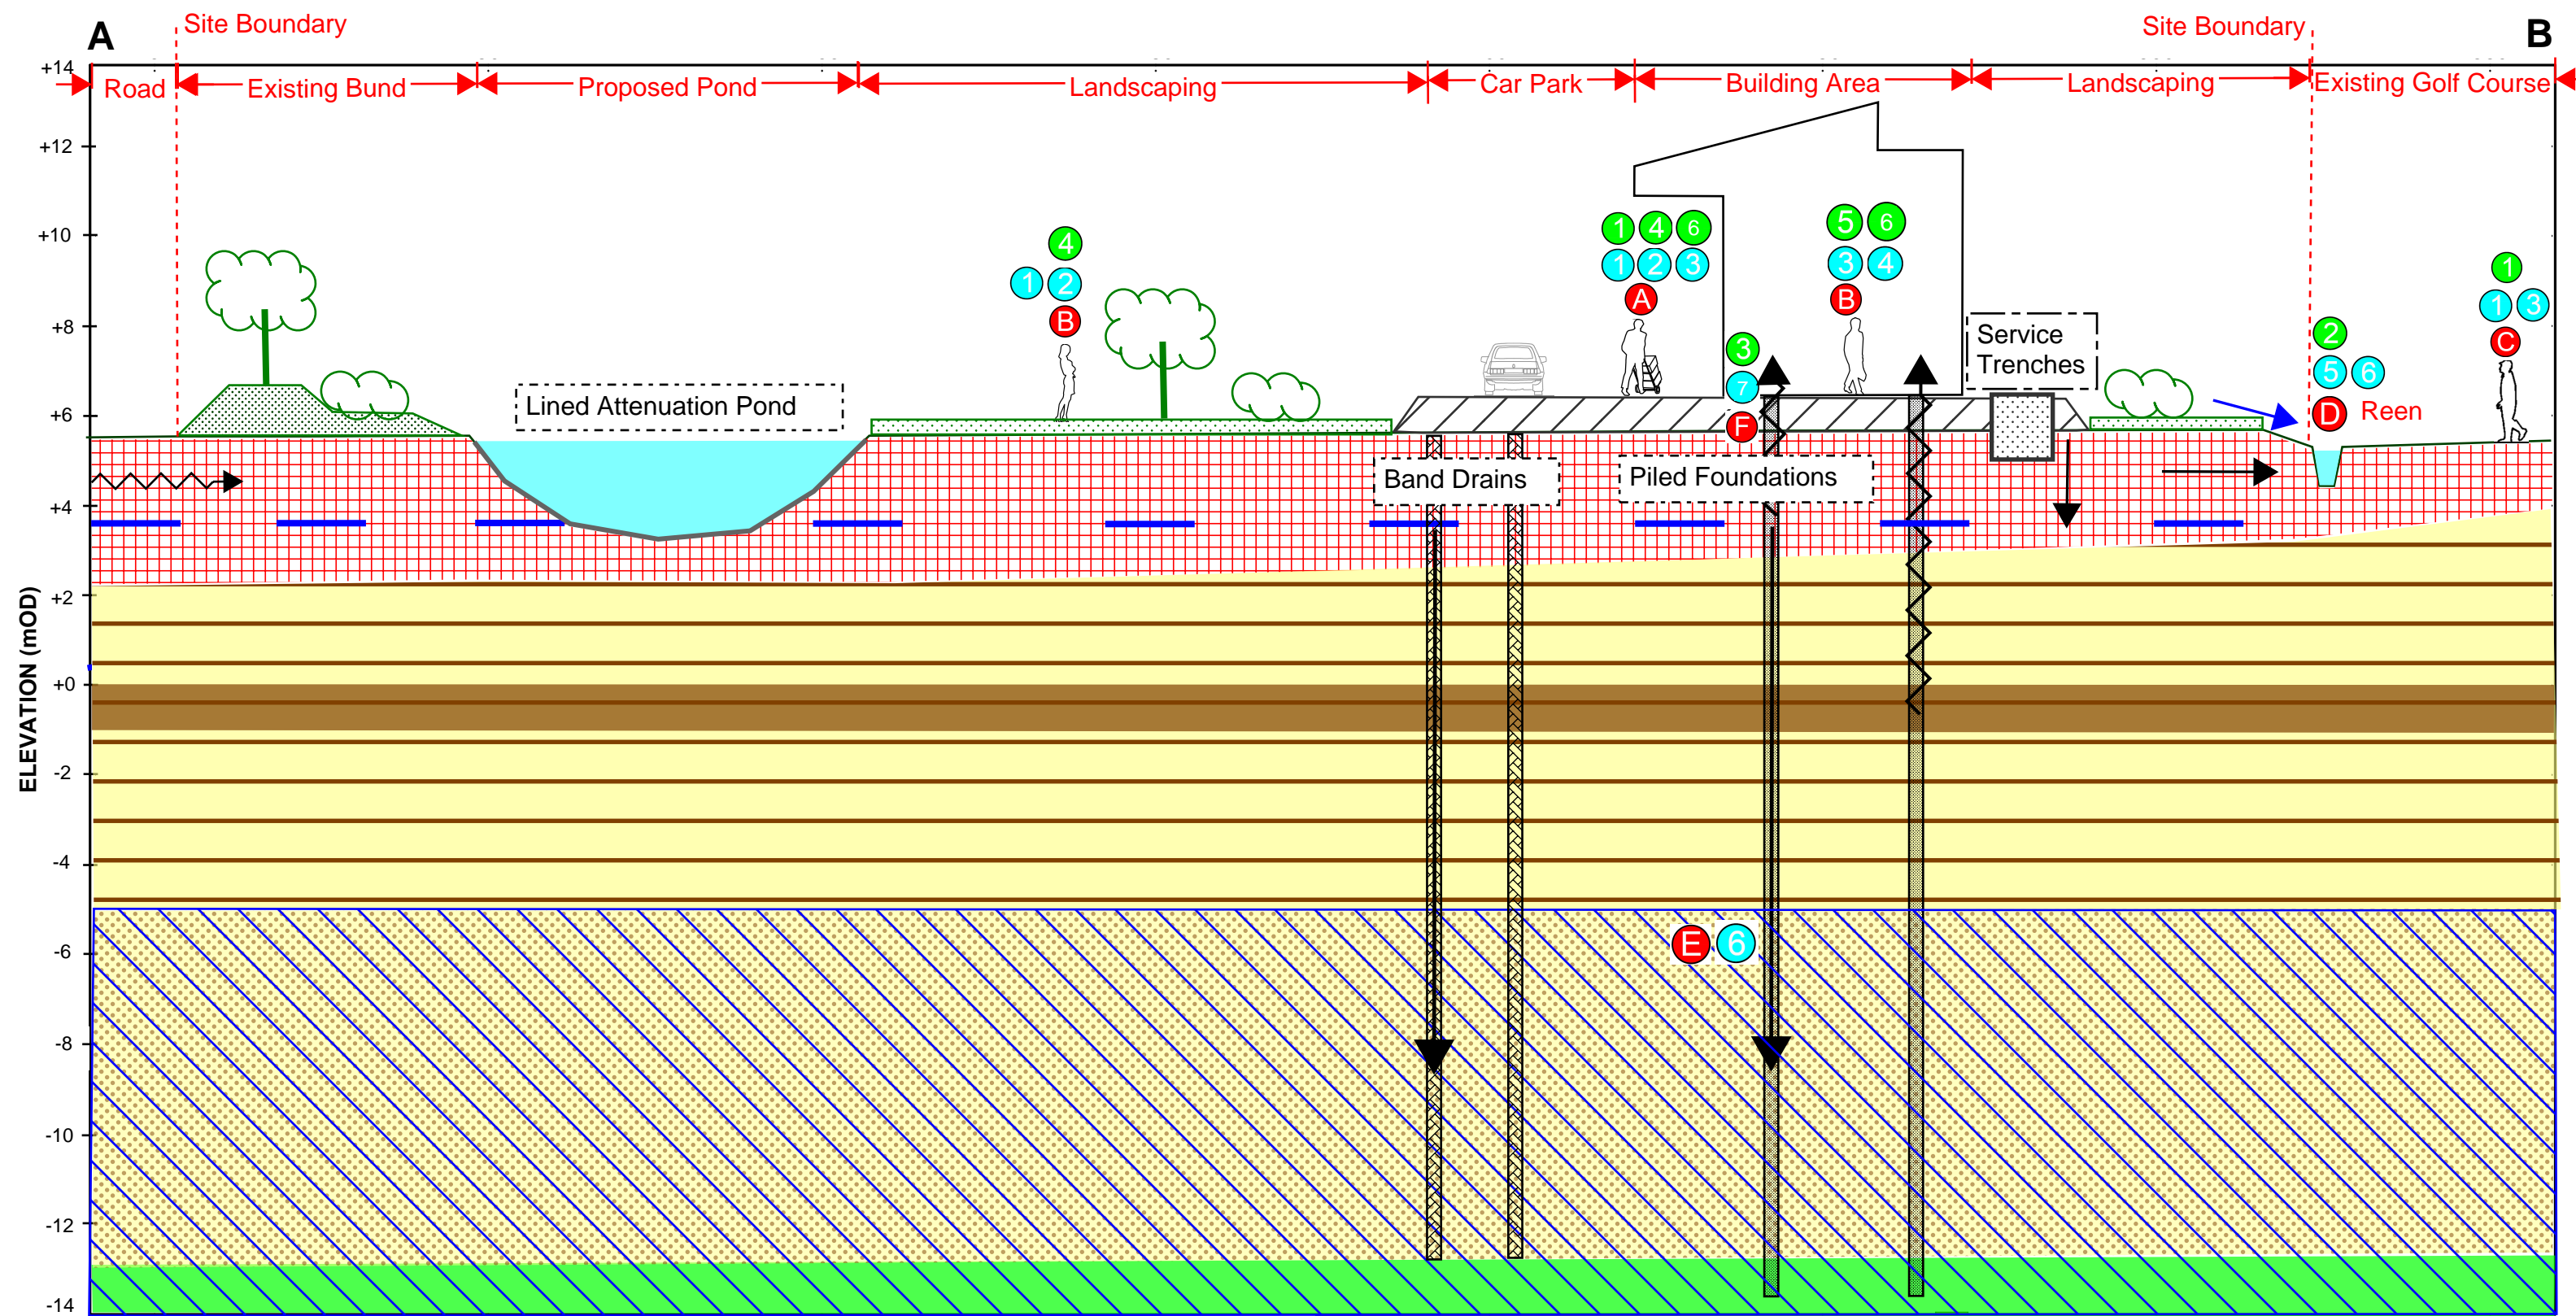 A
Site Boundary
Site Boundary
B
Road
Existing Bund
Proposed Pond
Landscaping
Car Park
Building Area
Landscaping
Existing Golf Course
+14
+12
+10
+8
+6
+4
+2
+0
-2
-4
-6
-8
-10
-12
-14
ELEVATION (mOD)
4
1 2
B
1 4 6
1 2 3
A
5 6
3 4
B
3
7
F
1
1 3
C
2
5 6
D Reen
Service
Trenches
Lined Attenuation Pond
Band Drains
Piled Foundations
E 6